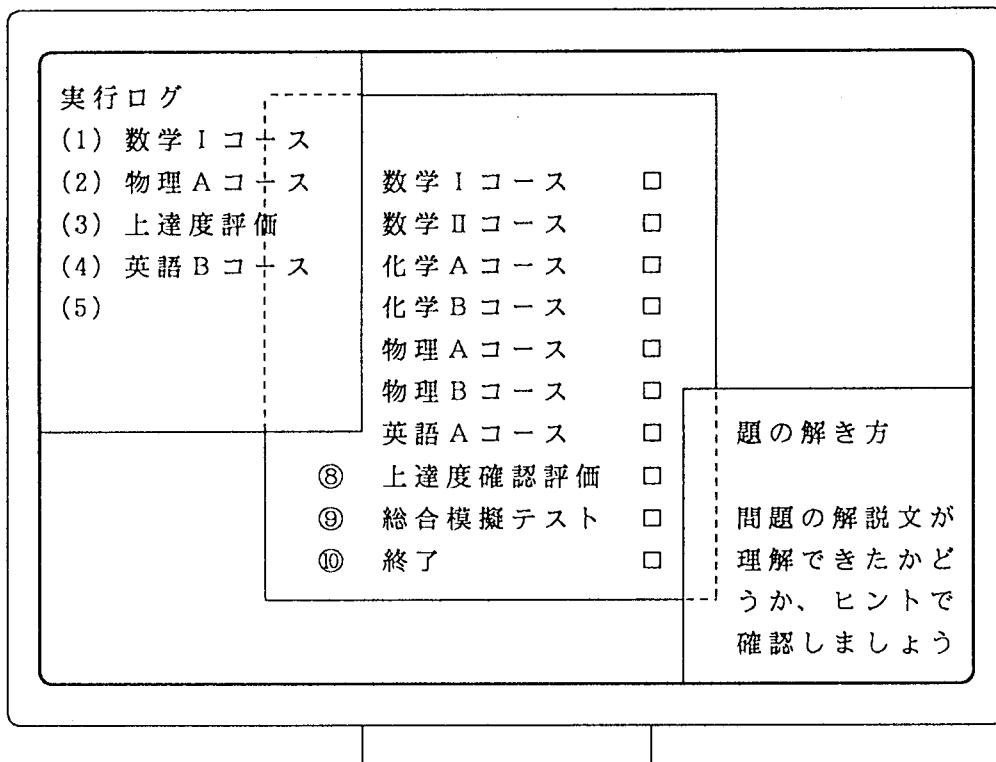 実行ログ
(1) 数学Iコース
(2) 物理Aコース
(3) 上達度評価
(4) 英語Bコース
(5)
数学Iコース □
数学Ⅱコース □
化学Aコース □
化学Bコース □
物理Aコース □
物理Bコース □
英語Aコース □
⑧ 上達度確認評価 □
⑨ 総合模擬テスト □
⑩ 終了 □
題の解き方
問題の解説文が
理解できたかど
うか、ヒントで
確認しましょう